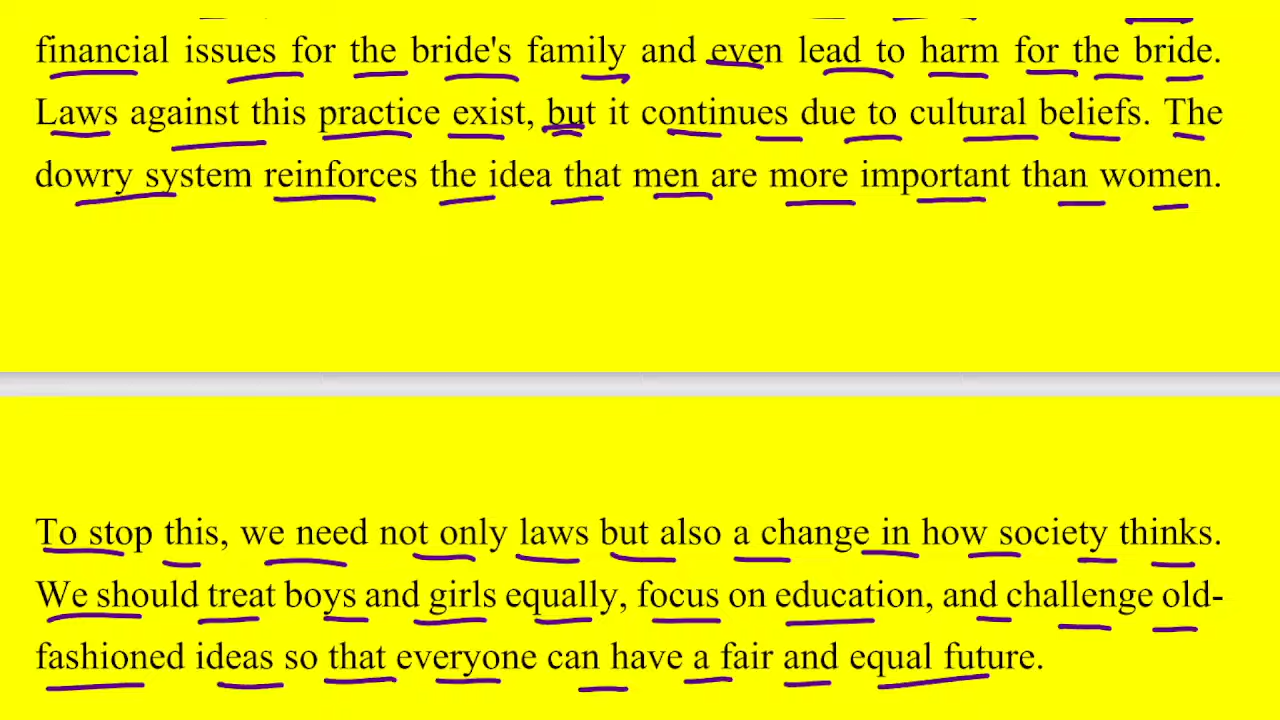 financial issues for the bride's family and even lead to harm for the bride.
Laws against this practice exist, but it continues due to cultural beliefs. The
dowry system reinforces the idea that men are more important than women.
To stop this, we need not only laws but also a change in how society thinks.
We should treat boys and girls equally, focus on education, and challenge old-
fashioned ideas so that everyone can have a fair and equal future.